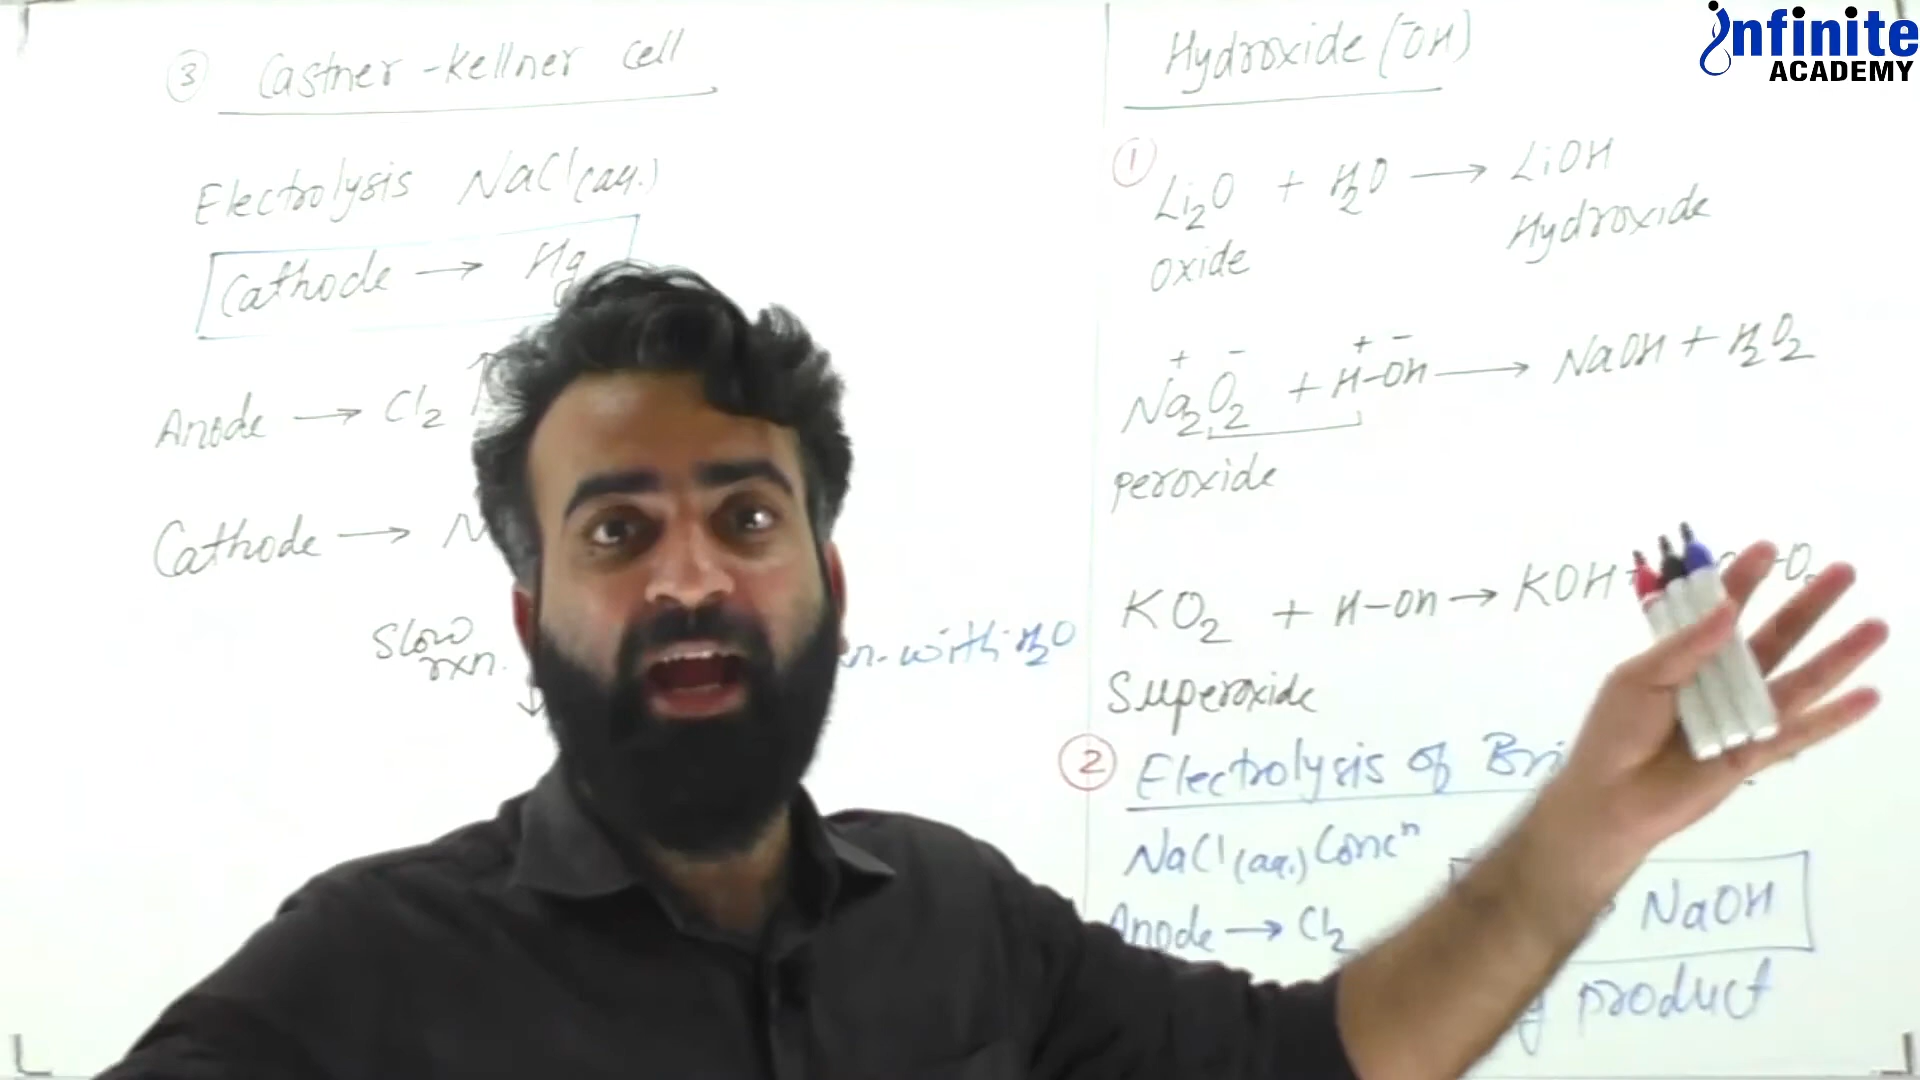 ③ Castner-Kellner Cell
Electrolysis NaCl(aq.)
Cathode → Hg
Anode → Cl2 ↑
Cathode → N
Slow
rxn.
with H2O
Hydroxide (-OH)
① Li2O + H2O → LiOH
oxide Hydroxide
+ - + -
Na2O2 + H-OH → NaOH + H2O2
peroxide
KO2 + H-OH → KOH + O2
Superoxide
② Electrolysis of Bri
NaCl(aq.) Concⁿ
Anode → Cl2 NaOH
product
infinite
ACADEMY